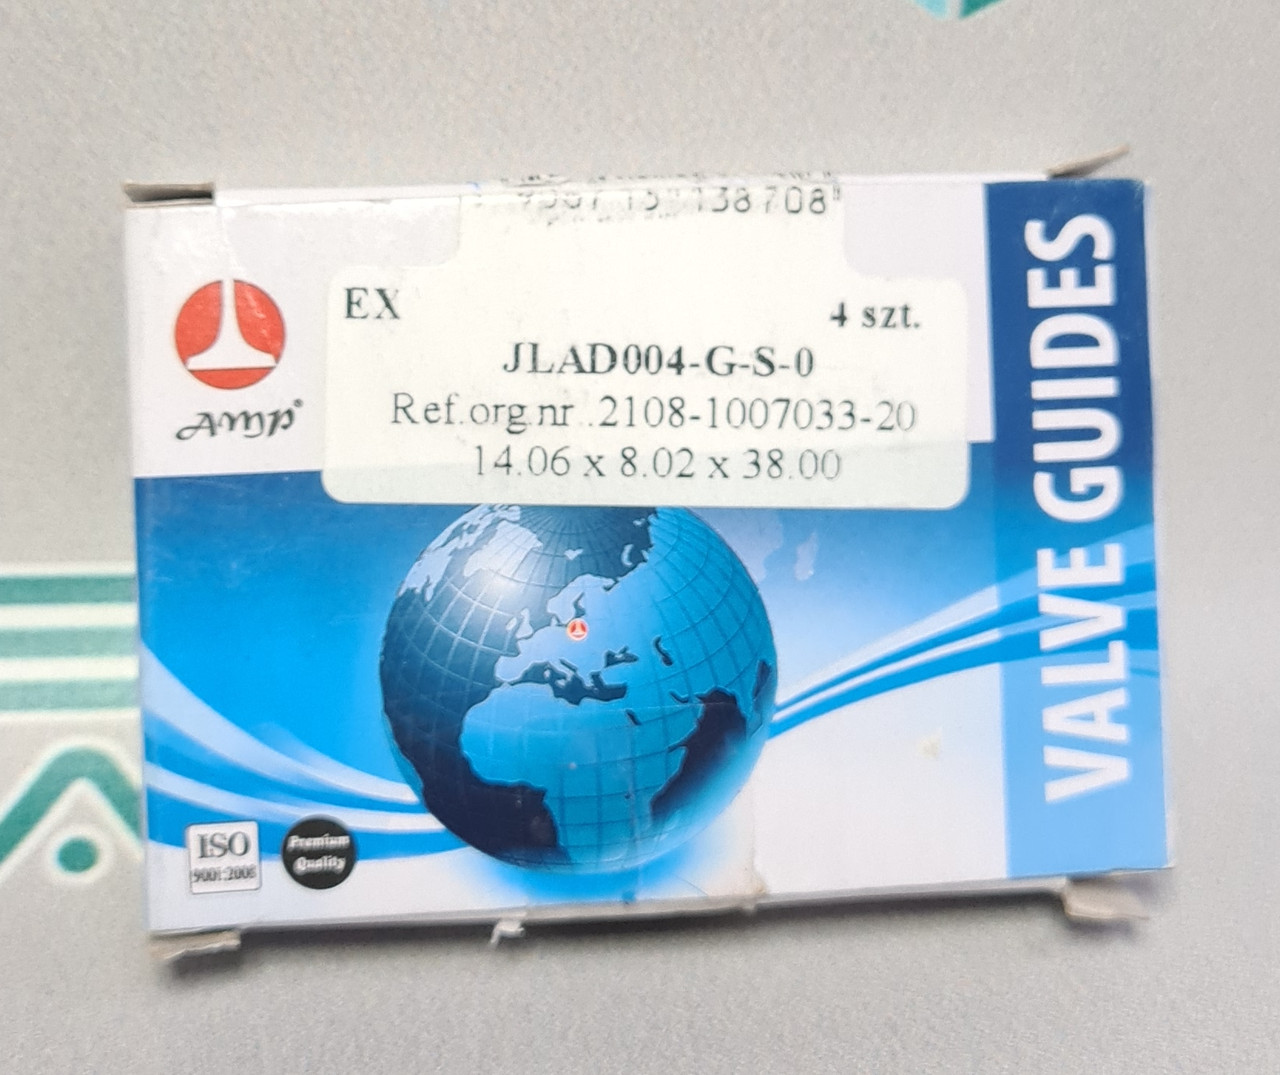 138708
EX
4 szt.
JLAD004-G-S-0
Ref.org.nr..2108-1007033-20
14.06 x 8.02 x 38.00
AMP®
VALVE GUIDES
ISO
9001:2008
Premium
Quality